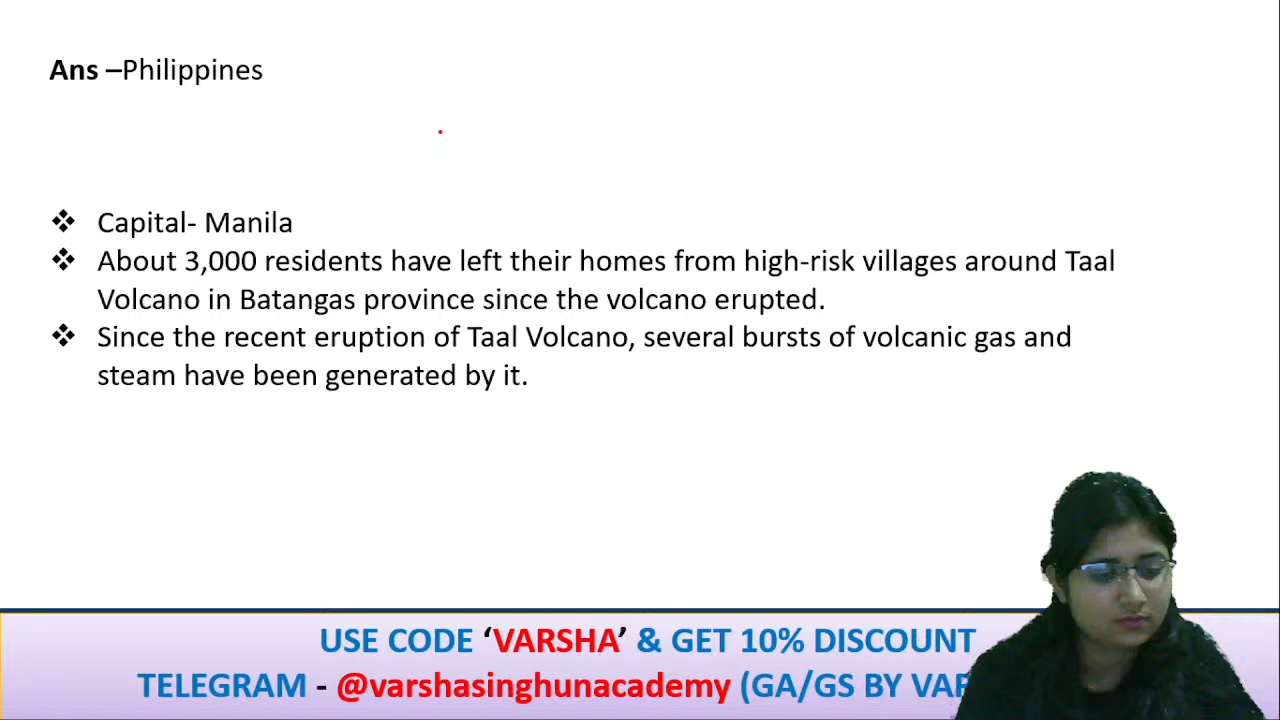 Ans –Philippines
❖ Capital- Manila
❖ About 3,000 residents have left their homes from high-risk villages around Taal
Volcano in Batangas province since the volcano erupted.
❖ Since the recent eruption of Taal Volcano, several bursts of volcanic gas and
steam have been generated by it.
USE CODE ‘VARSHA’ & GET 10% DISCOUNT
TELEGRAM - @varshasinghunacademy (GA/GS BY